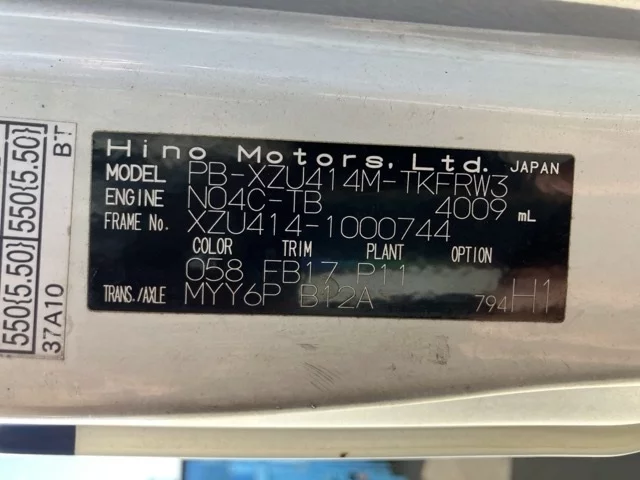 Hino Motors,Ltd. JAPAN
MODEL PB-XZU414M-TKFRW3
ENGINE N04C-TB 4009 mL
FRAME No. XZU414-1000744
COLOR TRIM PLANT OPTION
058 FB17 P11
TRANS./AXLE MYY6P B12A 794 H1
550{5.50} 550{5.50}
37A10 BT